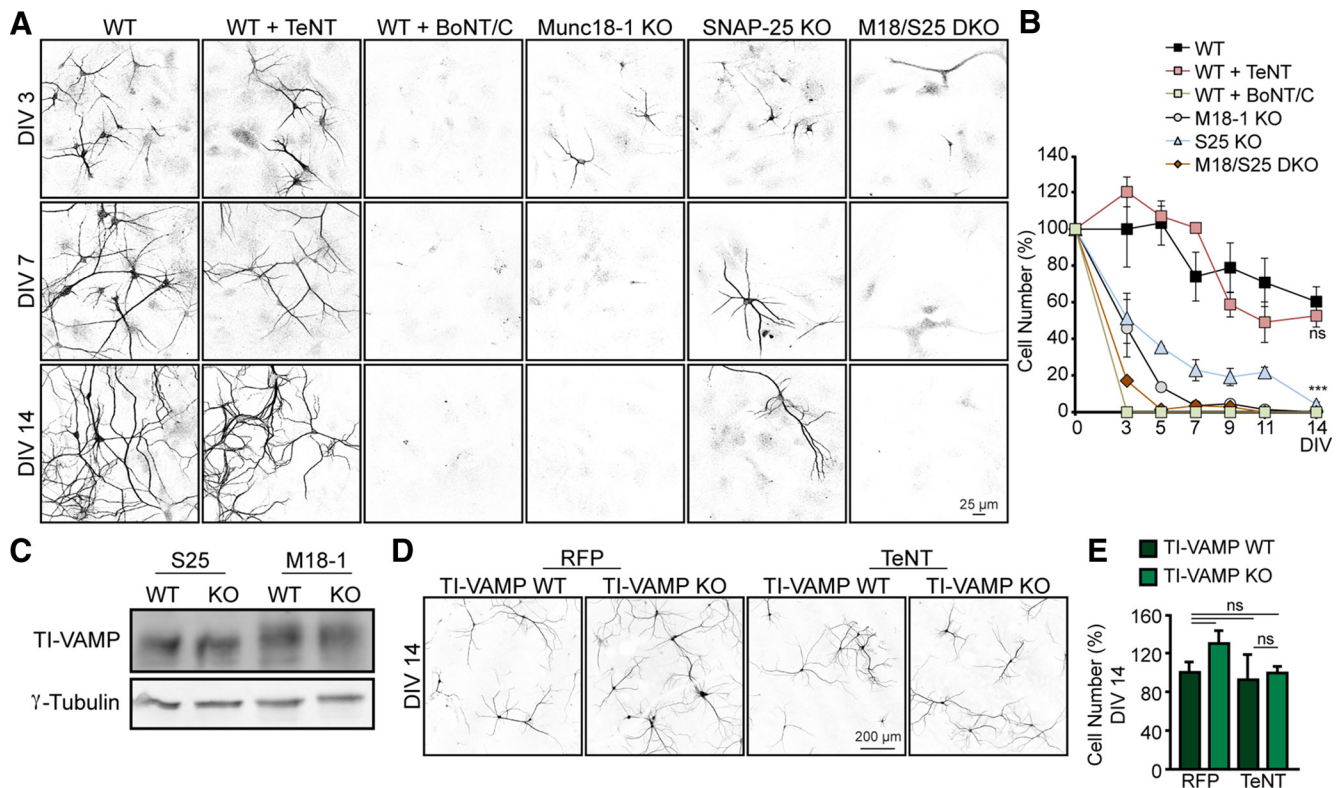 A
WT
WT + TeNT
WT + BoNT/C
Munc18-1 KO
SNAP-25 KO
M18/S25 DKO
DIV 3
DIV 7
DIV 14
25 µm
B
WT
WT + TeNT
WT + BoNT/C
M18-1 KO
S25 KO
M18/S25 DKO
Cell Number (%)
140
120
100
80
60
40
20
0
ns
***
0 3 5 7 9 11 14
DIV
C
S25 M18-1
WT KO WT KO
TI-VAMP
γ-Tubulin
D
RFP TeNT
TI-VAMP WT TI-VAMP KO TI-VAMP WT TI-VAMP KO
DIV 14
200 µm
E
TI-VAMP WT
TI-VAMP KO
Cell Number (%)
DIV 14
160
120
80
40
0
ns
ns
RFP TeNT